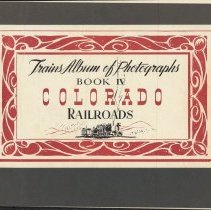 Trains Album of Photographs
BOOK IV
COLORADO
RAILROADS